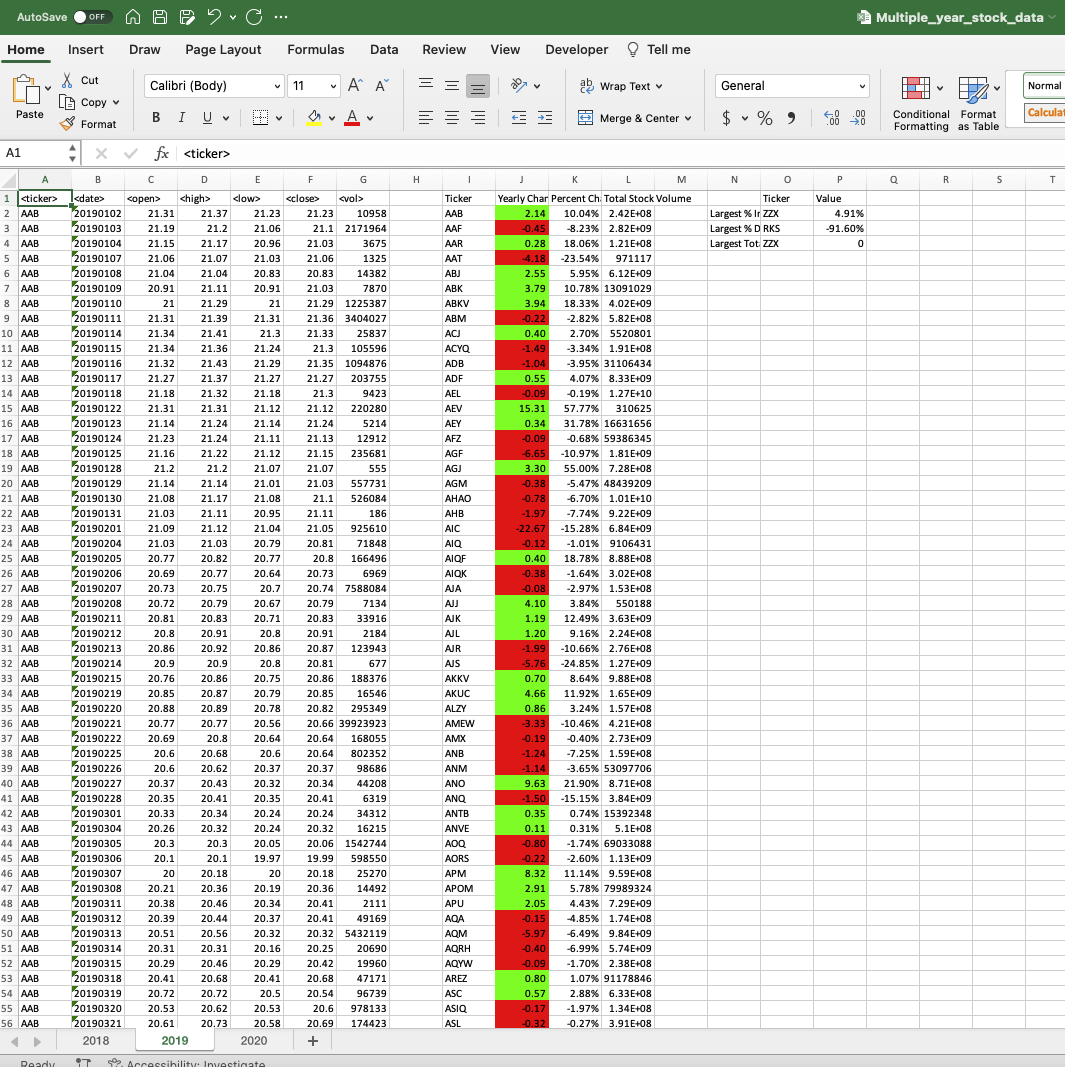 AutoSave OFF Multiple_year_stock_data
Home Insert Draw Page Layout Formulas Data Review View Developer Tell me
Paste Cut Calibri (Body) 11 Wrap Text General Conditional Formatting Format as Table Normal
Copy
Format B I U Merge & Center $ % Calcula
A1 fx <ticker>
A B C D E F G H I J K L M N O P Q R S T
1 <ticker> <date> <open> <high> <low> <close> <vol> Ticker Yearly Char Percent Ch Total Stock Volume Ticker Value
2 AAB 20190102 21.31 21.37 21.23 21.23 10958 AAB 2.14 10.04% 2.42E+08 Largest % Ir ZZX 4.91%
3 AAB 20190103 21.19 21.2 21.06 21.1 2171964 AAF -0.45 -8.23% 2.82E+09 Largest % D RKS -91.60%
4 AAB 20190104 21.15 21.17 20.96 21.03 3675 AAR 0.28 18.06% 1.21E+08 Largest Tot ZZX 0
5 AAB 20190107 21.06 21.07 21.03 21.06 1325 AAT -4.18 -23.54% 971117
6 AAB 20190108 21.04 21.04 20.83 20.83 14382 ABJ 2.55 5.95% 6.12E+09
7 AAB 20190109 20.91 21.11 20.91 21.03 7870 ABK 3.79 10.78% 13091029
8 AAB 20190110 21 21.29 21 21.29 1225387 ABKV 3.94 18.33% 4.02E+09
9 AAB 20190111 21.31 21.39 21.31 21.36 3404027 ABM -0.22 -2.82% 5.82E+08
10 AAB 20190114 21.34 21.41 21.3 21.33 25837 ACJ 0.40 2.70% 5520801
11 AAB 20190115 21.34 21.36 21.24 21.3 105596 ACYQ -1.49 -3.34% 1.91E+08
12 AAB 20190116 21.32 21.43 21.29 21.35 1094876 ADB -1.04 -3.95% 31106434
13 AAB 20190117 21.27 21.37 21.27 21.27 203755 ADF 0.55 4.07% 8.33E+09
14 AAB 20190118 21.18 21.32 21.18 21.3 9423 AEL -0.09 -0.19% 1.27E+10
15 AAB 20190122 21.31 21.31 21.12 21.12 220280 AEV 15.31 57.77% 310625
16 AAB 20190123 21.14 21.24 21.14 21.24 5214 AEY 0.34 31.78% 16631656
17 AAB 20190124 21.23 21.24 21.11 21.13 12912 AFZ -0.09 -0.68% 59386345
18 AAB 20190125 21.16 21.22 21.12 21.15 235681 AGF -6.65 -10.97% 1.81E+09
19 AAB 20190128 21.2 21.2 21.07 21.07 555 AGJ 3.30 55.00% 7.28E+08
20 AAB 20190129 21.14 21.14 21.01 21.03 557731 AGM -0.38 -5.47% 48439209
21 AAB 20190130 21.08 21.17 21.08 21.1 526084 AHAO -0.78 -6.70% 1.01E+10
22 AAB 20190131 21.03 21.11 20.95 21.11 186 AHB -1.97 -7.74% 9.22E+09
23 AAB 20190201 21.09 21.12 21.04 21.05 925610 AIC -22.67 -15.28% 6.84E+09
24 AAB 20190204 21.03 21.03 20.79 20.81 71848 AIQ -0.12 -1.01% 9106431
25 AAB 20190205 20.77 20.82 20.77 20.8 166496 AIQF 0.40 18.78% 8.88E+08
26 AAB 20190206 20.69 20.77 20.64 20.73 6969 AIQK -0.38 -1.64% 3.02E+08
27 AAB 20190207 20.73 20.75 20.7 20.74 7588084 AJA -0.08 -2.97% 1.53E+08
28 AAB 20190208 20.72 20.79 20.67 20.79 7134 AJJ 4.10 3.84% 550188
29 AAB 20190211 20.81 20.83 20.71 20.83 33916 AJK 1.19 12.49% 3.63E+09
30 AAB 20190212 20.8 20.91 20.8 20.91 2184 AJL 1.20 9.16% 2.24E+08
31 AAB 20190213 20.86 20.92 20.86 20.87 123943 AJR -1.99 -10.66% 2.76E+08
32 AAB 20190214 20.9 20.9 20.8 20.81 677 AJS -5.76 -24.85% 1.27E+09
33 AAB 20190215 20.76 20.86 20.75 20.86 188376 AKKV 0.70 8.64% 9.88E+08
34 AAB 20190219 20.85 20.87 20.79 20.85 16546 AKUC 4.66 11.92% 1.65E+09
35 AAB 20190220 20.88 20.89 20.78 20.82 295349 ALZY 0.86 3.24% 1.57E+08
36 AAB 20190221 20.77 20.77 20.56 20.66 39923923 AMEW -3.33 -10.46% 4.21E+08
37 AAB 20190222 20.69 20.8 20.64 20.64 168055 AMX -0.19 -0.40% 2.73E+09
38 AAB 20190225 20.6 20.68 20.6 20.64 802352 ANB -1.24 -7.25% 1.59E+08
39 AAB 20190226 20.6 20.62 20.37 20.37 98686 ANM -1.14 -3.65% 53097706
40 AAB 20190227 20.37 20.43 20.32 20.34 44208 ANO 9.63 21.90% 8.71E+08
41 AAB 20190228 20.35 20.41 20.35 20.41 6319 ANQ -1.50 -15.15% 3.84E+09
42 AAB 20190301 20.33 20.34 20.24 20.24 34312 ANTB 0.35 0.74% 15392348
43 AAB 20190304 20.26 20.32 20.24 20.32 16215 ANVE 0.11 0.31% 5.1E+08
44 AAB 20190305 20.3 20.3 20.05 20.06 1542744 AOQ -0.80 -1.74% 69033088
45 AAB 20190306 20.1 20.1 19.97 19.99 598550 AORS -0.22 -2.60% 1.13E+09
46 AAB 20190307 20 20.18 20 20.18 25270 APM 8.32 11.14% 9.59E+08
47 AAB 20190308 20.21 20.36 20.19 20.36 14492 APOM 2.91 5.78% 79989324
48 AAB 20190311 20.38 20.46 20.34 20.41 2111 APU 2.05 4.43% 7.29E+09
49 AAB 20190312 20.39 20.44 20.37 20.41 49169 AQA -0.15 -4.85% 1.74E+08
50 AAB 20190313 20.51 20.56 20.32 20.32 5432119 AQM -5.97 -6.49% 9.84E+09
51 AAB 20190314 20.31 20.31 20.16 20.25 20690 AQRH -0.40 -6.99% 5.74E+09
52 AAB 20190315 20.29 20.46 20.29 20.42 19960 AQYW -0.09 -1.70% 2.38E+08
53 AAB 20190318 20.41 20.68 20.41 20.68 47171 AREZ 0.80 1.07% 91178846
54 AAB 20190319 20.72 20.72 20.5 20.54 96739 ASC 0.57 2.88% 6.33E+08
55 AAB 20190320 20.53 20.62 20.53 20.6 978133 ASIQ -0.17 -1.97% 1.34E+08
56 AAB 20190321 20.61 20.73 20.58 20.69 174423 ASL -0.32 -0.27% 3.91E+08
2018 2019 2020 +
Ready Accessibility: Investigate